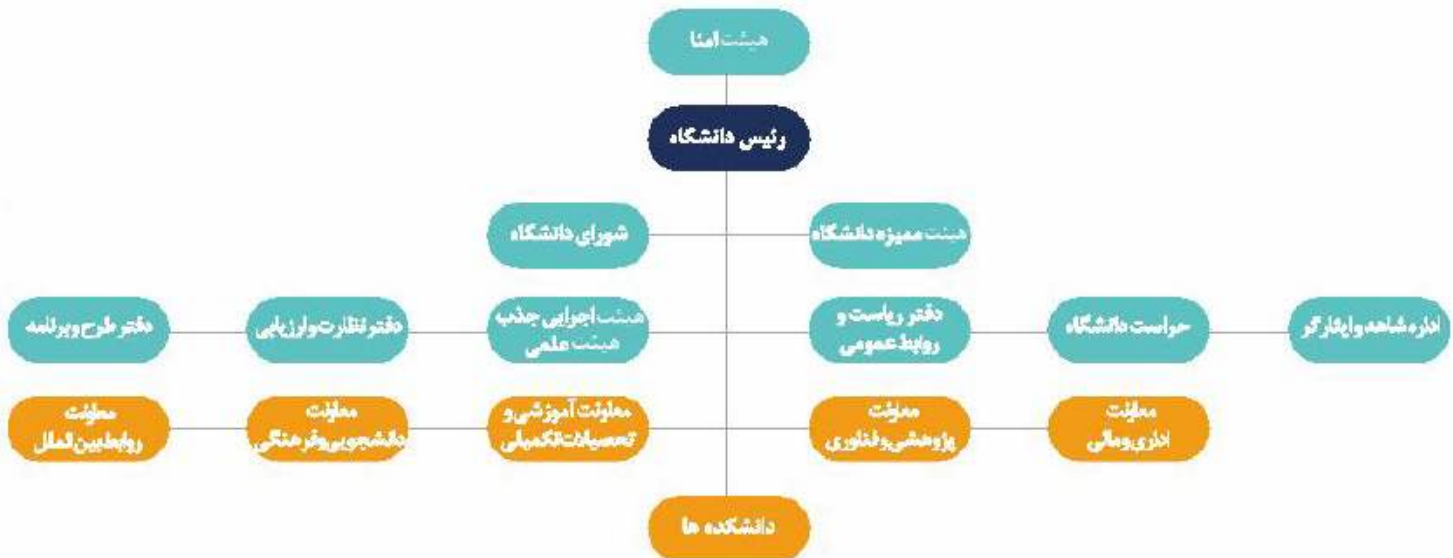 هیئت امنا
رئیس دانشگاه
هیئت ممیزه دانشگاه
شورای دانشگاه
اداره شاهد و ایثارگر
حراست دانشگاه
دفتر ریاست و
روابط عمومی
هیئت اجرایی جذب
هیئت علمی
دفتر نظارت و ارزیابی
دفتر طرح و برنامه
معاونت
اداری و مالی
معاونت
پژوهشی و فناوری
معاونت آموزشی و
تحصیلات تکمیلی
معاونت
دانشجویی و فرهنگی
معاونت
روابط بین الملل
دانشکده ها